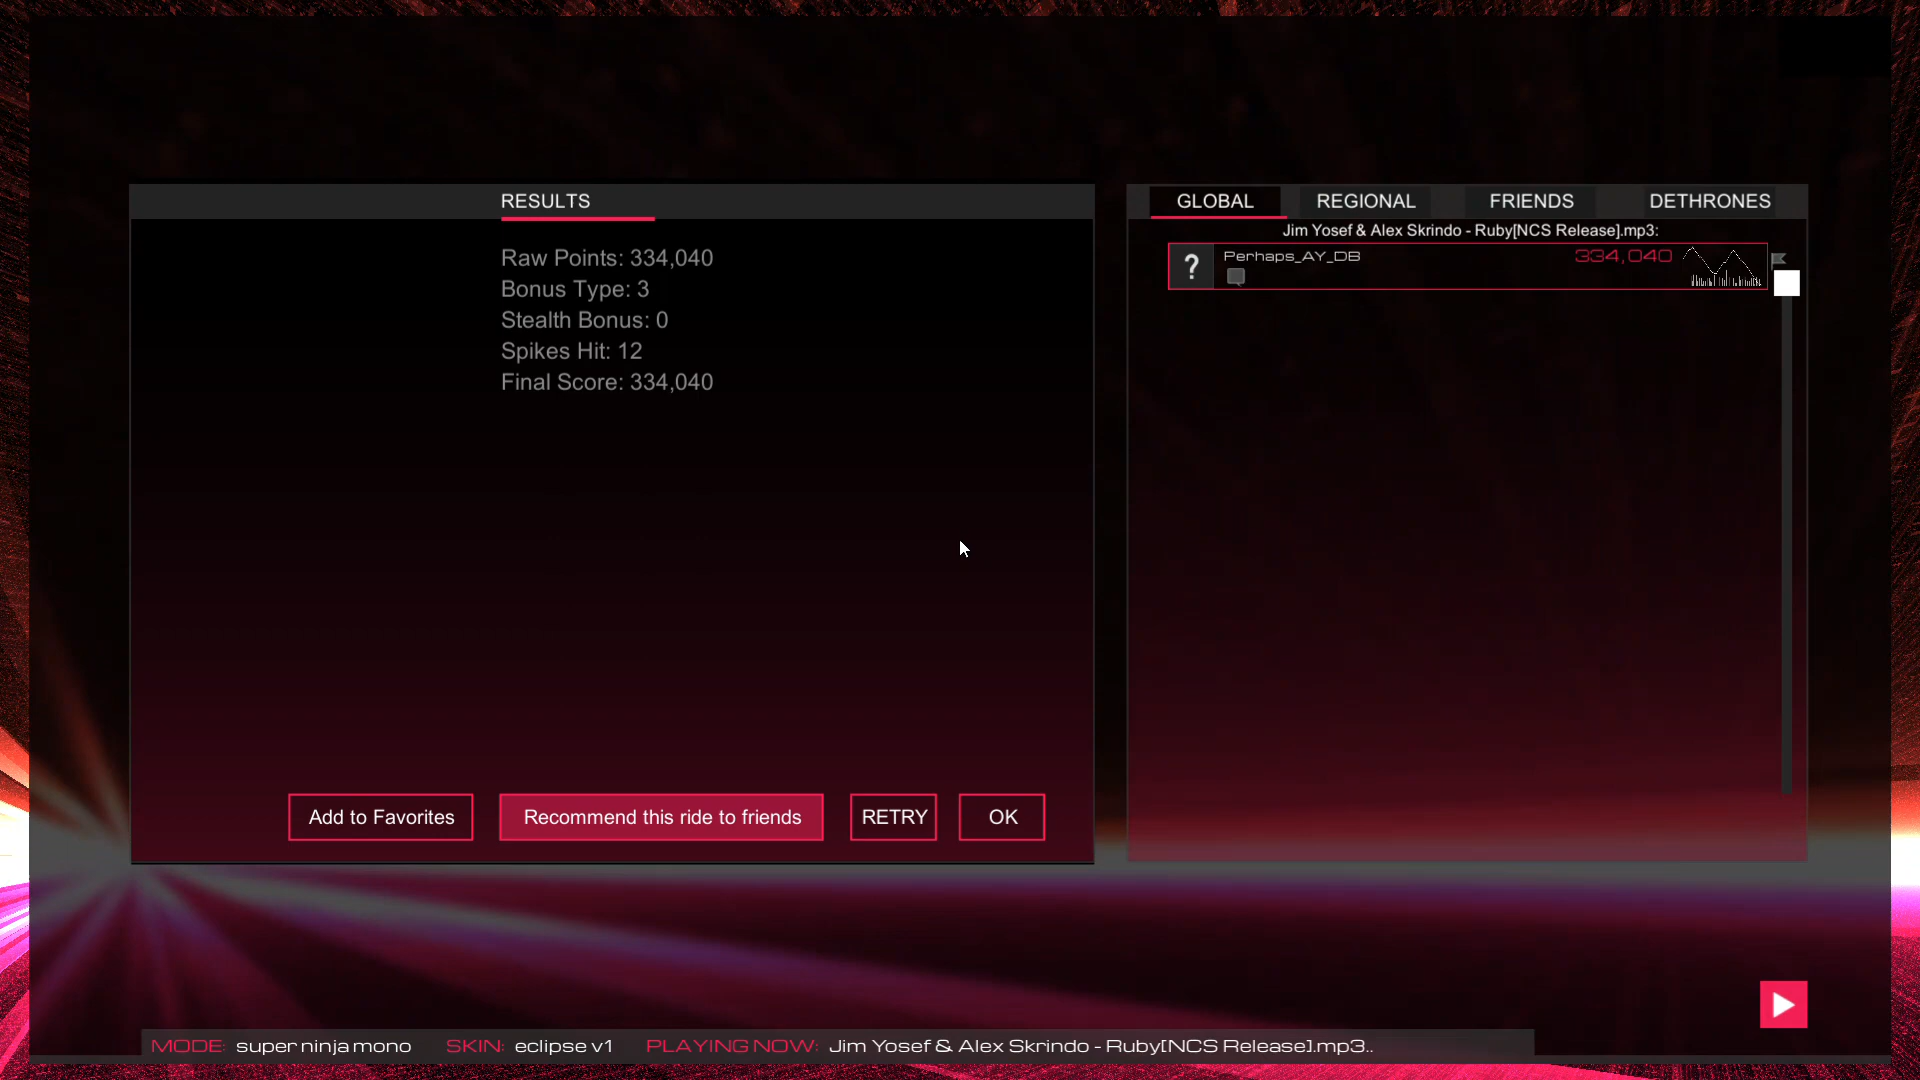 RESULTS
Raw Points: 334,040
Bonus Type: 3
Stealth Bonus: 0
Spikes Hit: 12
Final Score: 334,040
Add to Favorites
Recommend this ride to friends
RETRY
OK
GLOBAL REGIONAL FRIENDS DETHRONES
Jim Yosef & Alex Skrindo - Ruby[NCS Release].mp3:
? Perhaps_AY_DB 334,040
MODE: super ninja mono SKIN: eclipse v1 PLAYING NOW: Jim Yosef & Alex Skrindo - Ruby[NCS Release].mp3..